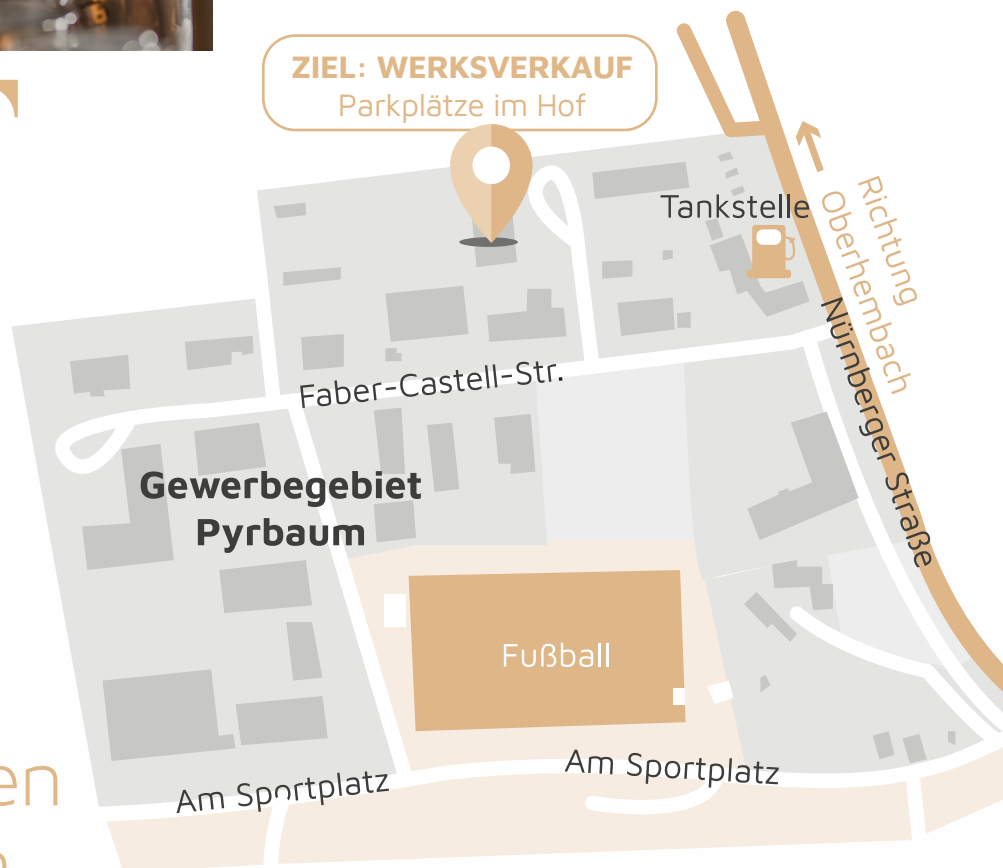 ZIEL: WERKSVERKAUF
Parkplätze im Hof
Tankstelle
Richtung
Oberhembach
Nürnberger Straße
Faber-Castell-Str.
Gewerbegebiet
Pyrbaum
Fußball
Am Sportplatz
Am Sportplatz
en